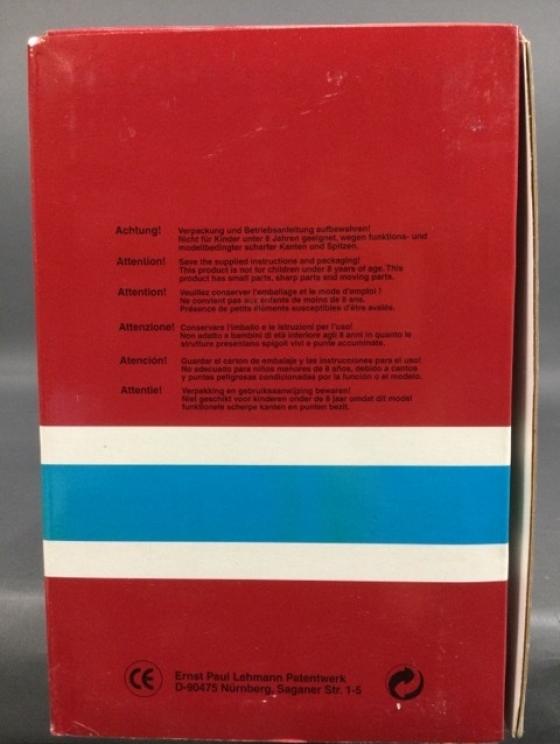 Achtung! Verpackung und Betriebsanleitung aufbewahren!
Nicht für Kinder unter 8 Jahren geeignet, wegen funktions- und
modellbedingter scharfer Kanten und Spitzen.
Attention! Save the supplied instructions and packaging!
This product is not for children under 8 years of age. This
product has small parts, sharp parts and moving parts.
Attention! Veuillez conserver l'emballage et le mode d'emploi !
Ne convient pas aux enfants de moins de 8 ans.
Présence de petits éléments susceptibles d'être avalés.
Attenzione! Conservare l'imballo e le istruzioni per l'uso!
Non adatto a bambini di età inferiore agli 8 anni in quanto le
strutture presentano spigoli vivi e punte accuminate.
Atención! Guardar el carton de embalaje y las instrucciones para el uso!
No adecuado para niños menores de 8 años, debido a cantos
y puntas peligrosas condicionadas por la función o el modelo.
Attentie! Verpakking en gebruiksaanwijzing bewaren!
Niet geschikt voor kinderen onder de 8 jaar omdat dit model
funktionele scherpe kanten en punten bezit.
CE Ernst Paul Lehmann Patentwerk
D-90475 Nürnberg, Saganer Str. 1-5